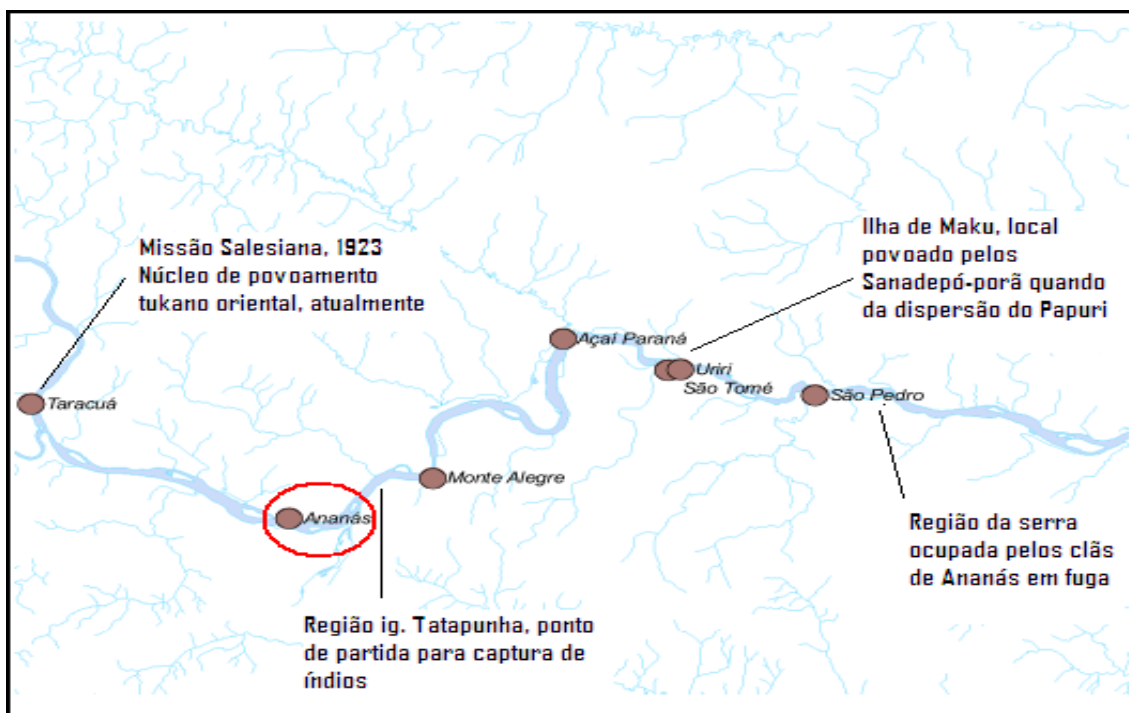 Ilha de Maku, local
povoado pelos
Sanadepó-porã quando
da dispersão do Papuri
Missão Salesiana, 1923
Núcleo de povoamento
tukano oriental, atualmente
Açaí Paraná
Uriri
São Tomé
São Pedro
Taracuá
Monte Alegre
Ananás
Região da serra
ocupada pelos clãs
de Ananás em fuga
Região ig. Tatapunha, ponto
de partida para captura de
índios